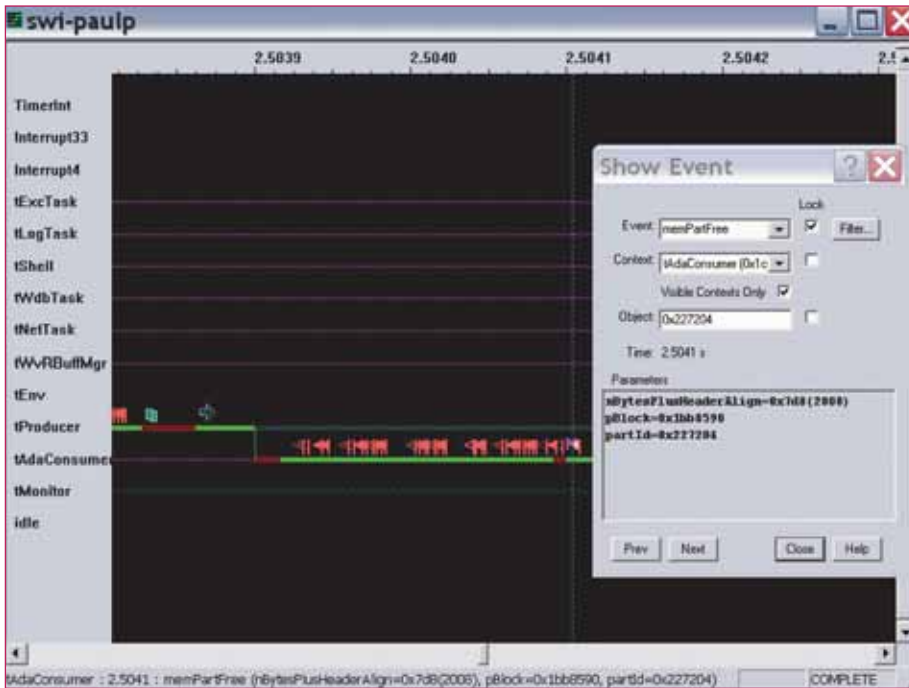 swi-paulp
2.5039 2.5040 2.5041 2.5042 2.5
TimerInt
Interrupt33
Interrupt4
tExcTask
tLogTask
tShell
tWdbTask
tNetTask
tWvRBuffMgr
tEnv
tProducer
tAdaConsumer
tMonitor
idle
Show Event
Lock
Event: memPartFree Filter...
Context: tAdaConsumer (0x1c
Visible Contexts Only
Object: 0x227204
Time: 2.5041 s
Parameters
nBytesPlusHeaderAlign=0x7d8(2008)
pBlock=0x1bb8590
partId=0x227204
Prev Next Close Help
tAdaConsumer : 2.5041 : memPartFree (nBytesPlusHeaderAlign=0x7d8(2008), pBlock=0x1bb8590, partId=0x227204) COMPLETE